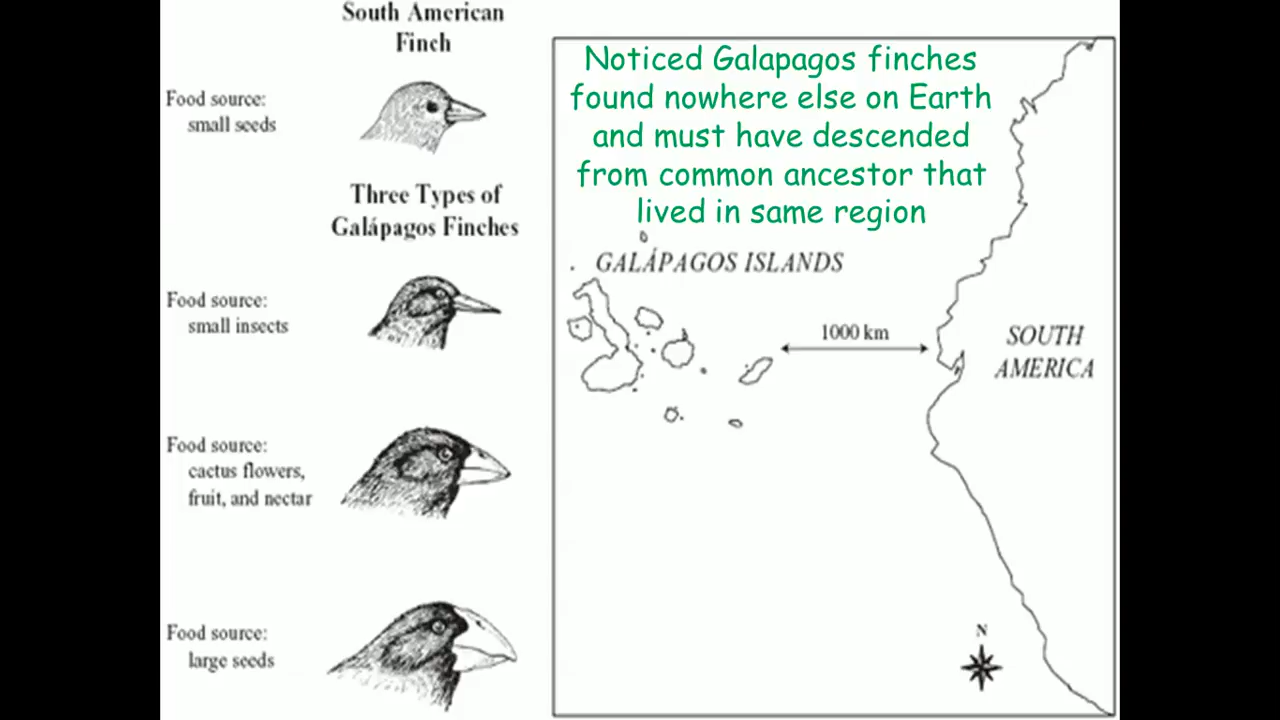 South American
Finch
Food source:
small seeds
Three Types of
Galápagos Finches
Food source:
small insects
Food source:
cactus flowers,
fruit, and nectar
Food source:
large seeds
Noticed Galapagos finches
found nowhere else on Earth
and must have descended
from common ancestor that
lived in same region
GALÁPAGOS ISLANDS
1000 km
SOUTH
AMERICA
N